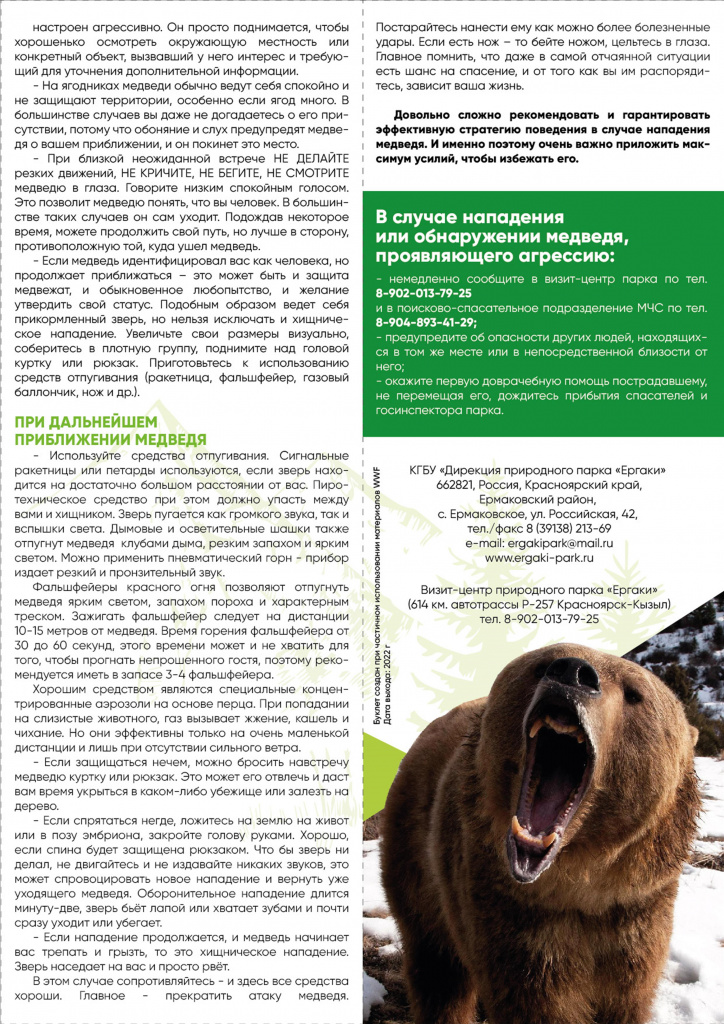 настроен агрессивно. Он просто поднимается, чтобы
хорошенько осмотреть окружающую местность или
конкретный объект, вызвавший у него интерес и требую-
щий для уточнения дополнительной информации.
- На ягодниках медведи обычно ведут себя спокойно и
не защищают территории, особенно если ягод много. В
большинстве случаев вы даже не догадаетесь о его при-
сутствии, потому что обоняние и слух предупредят медве-
дя о вашем приближении, и он покинет это место.
- При близкой неожиданной встрече НЕ ДЕЛАЙТЕ
резких движений, НЕ КРИЧИТЕ, НЕ БЕГИТЕ, НЕ СМОТРИТЕ
медведю в глаза. Говорите низким спокойным голосом.
Это позволит медведю понять, что вы человек. В большин-
стве таких случаев он сам уходит. Подождав некоторое
время, можете продолжить свой путь, но лучше в сторону,
противоположную той, куда ушел медведь.
- Если медведь идентифицировал вас как человека, но
продолжает приближаться – это может быть и защита
медвежат, и обыкновенное любопытство, и желание
утвердить свой статус. Подобным образом ведет себя
прикормленный зверь, но нельзя исключать и хищниче-
ское нападение. Увеличьте свои размеры визуально,
соберитесь в плотную группу, поднимите над головой
куртку или рюкзак. Приготовьтесь к использованию
средств отпугивания (ракетница, фальшфейер, газовый
баллончик, нож и др.).
ПРИ ДАЛЬНЕЙШЕМ
ПРИБЛИЖЕНИИ МЕДВЕДЯ
- Используйте средства отпугивания. Сигнальные
ракетницы или петарды используются, если зверь нахо-
дится на достаточно большом расстоянии от вас. Пиро-
техническое средство при этом должно упасть между
вами и хищником. Зверь пугается как громкого звука, так и
вспышки света. Дымовые и осветительные шашки также
отпугнут медведя клубами дыма, резким запахом и ярким
светом. Можно применить пневматический горн - прибор
издает резкий и пронзительный звук.
Фальшфейеры красного огня позволяют отпугнуть
медведя ярким светом, запахом пороха и характерным
треском. Зажигать фальшфейер следует на дистанции
10-15 метров от медведя. Время горения фальшфейера от
30 до 60 секунд, этого времени может и не хватить для
того, чтобы прогнать непрошенного гостя, поэтому реко-
мендуется иметь в запасе 3-4 фальшфейера.
Хорошим средством являются специальные концен-
трированные аэрозоли на основе перца. При попадании
на слизистые животного, газ вызывает жжение, кашель и
чихание. Но они эффективны только на очень маленькой
дистанции и лишь при отсутствии сильного ветра.
- Если защищаться нечем, можно бросить навстречу
медведю куртку или рюкзак. Это может его отвлечь и даст
вам время укрыться в каком-либо убежище или залезть на
дерево.
- Если спрятаться негде, ложитесь на землю на живот
или в позу эмбриона, закройте голову руками. Хорошо,
если спина будет защищена рюкзаком. Что бы зверь ни
делал, не двигайтесь и не издавайте никаких звуков, это
может спровоцировать новое нападение и вернуть уже
уходящего медведя. Оборонительное нападение длится
минуту-две, зверь бьёт лапой или хватает зубами и почти
сразу уходит или убегает.
- Если нападение продолжается, и медведь начинает
вас трепать и грызть, то это хищническое нападение.
Зверь наседает на вас и просто рвёт.
В этом случае сопротивляйтесь - и здесь все средства
хороши. Главное - прекратить атаку медведя.
Постарайтесь нанести ему как можно более болезненные
удары. Если есть нож – то бейте ножом, цельтесь в глаза.
Главное помнить, что даже в самой отчаянной ситуации
есть шанс на спасение, и от того как вы им распоряди-
тесь, зависит ваша жизнь.
Довольно сложно рекомендовать и гарантировать
эффективную стратегию поведения в случае нападения
медведя. И именно поэтому очень важно приложить мак-
симум усилий, чтобы избежать его.
В случае нападения
или обнаружении медведя,
проявляющего агрессию:
- немедленно сообщите в визит-центр парка по тел.
8-902-013-79-25
и в поисково-спасательное подразделение МЧС по тел.
8-904-893-41-29;
- предупредите об опасности других людей, находящих-
ся в том же месте или в непосредственной близости от
него;
- окажите первую доврачебную помощь пострадавшему,
не перемещая его, дождитесь прибытия спасателей и
госинспектора парка.
КГБУ «Дирекция природного парка «Ергаки»
662821, Россия, Красноярский край,
Ермаковский район,
с. Ермаковское, ул. Российская, 42,
тел./факс 8 (39138) 213-69
e-mail: ergakipark@mail.ru
www.ergaki-park.ru
Визит-центр природного парка «Ергаки»
(614 км. автотрассы Р-257 Красноярск-Кызыл)
тел. 8-902-013-79-25
Буклет создан при частичном использовании материалов WWF
Дата выхода: 2022 г